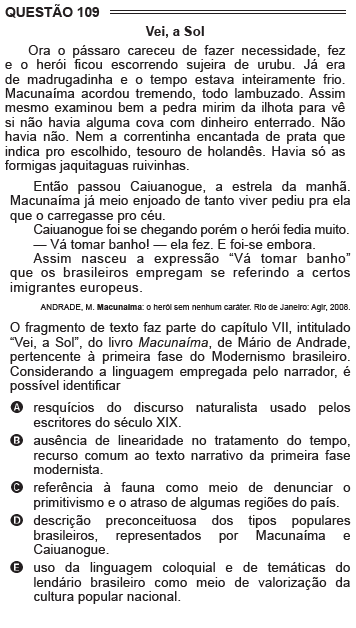 QUESTÃO 109
Vei, a Sol
Ora o pássaro careceu de fazer necessidade, fez
e o herói ficou escorrendo sujeira de urubu. Já era
de madrugadinha e o tempo estava inteiramente frio.
Macunaíma acordou tremendo, todo lambuzado. Assim
mesmo examinou bem a pedra mirim da ilhota para vê
si não havia alguma cova com dinheiro enterrado. Não
havia não. Nem a correntinha encantada de prata que
indica pro escolhido, tesouro de holandês. Havia só as
formigas jaquitaguas ruivinhas.
Então passou Caiuanogue, a estrela da manhã.
Macunaíma já meio enjoado de tanto viver pediu pra ela
que o carregasse pro céu.
Caiuanogue foi se chegando porém o herói fedia muito.
— Vá tomar banho! — ela fez. E foi-se embora.
Assim nasceu a expressão “Vá tomar banho”
que os brasileiros empregam se referindo a certos
imigrantes europeus.
ANDRADE, M. Macunaíma: o herói sem nenhum caráter. Rio de Janeiro: Agir, 2008.
O fragmento de texto faz parte do capítulo VII, intitulado
“Vei, a Sol”, do livro Macunaíma, de Mário de Andrade,
pertencente à primeira fase do Modernismo brasileiro.
Considerando a linguagem empregada pelo narrador, é
possível identificar
A resquícios do discurso naturalista usado pelos
escritores do século XIX.
B ausência de linearidade no tratamento do tempo,
recurso comum ao texto narrativo da primeira fase
modernista.
C referência à fauna como meio de denunciar o
primitivismo e o atraso de algumas regiões do país.
D descrição preconceituosa dos tipos populares
brasileiros, representados por Macunaíma e
Caiuanogue.
E uso da linguagem coloquial e de temáticas do
lendário brasileiro como meio de valorização da
cultura popular nacional.